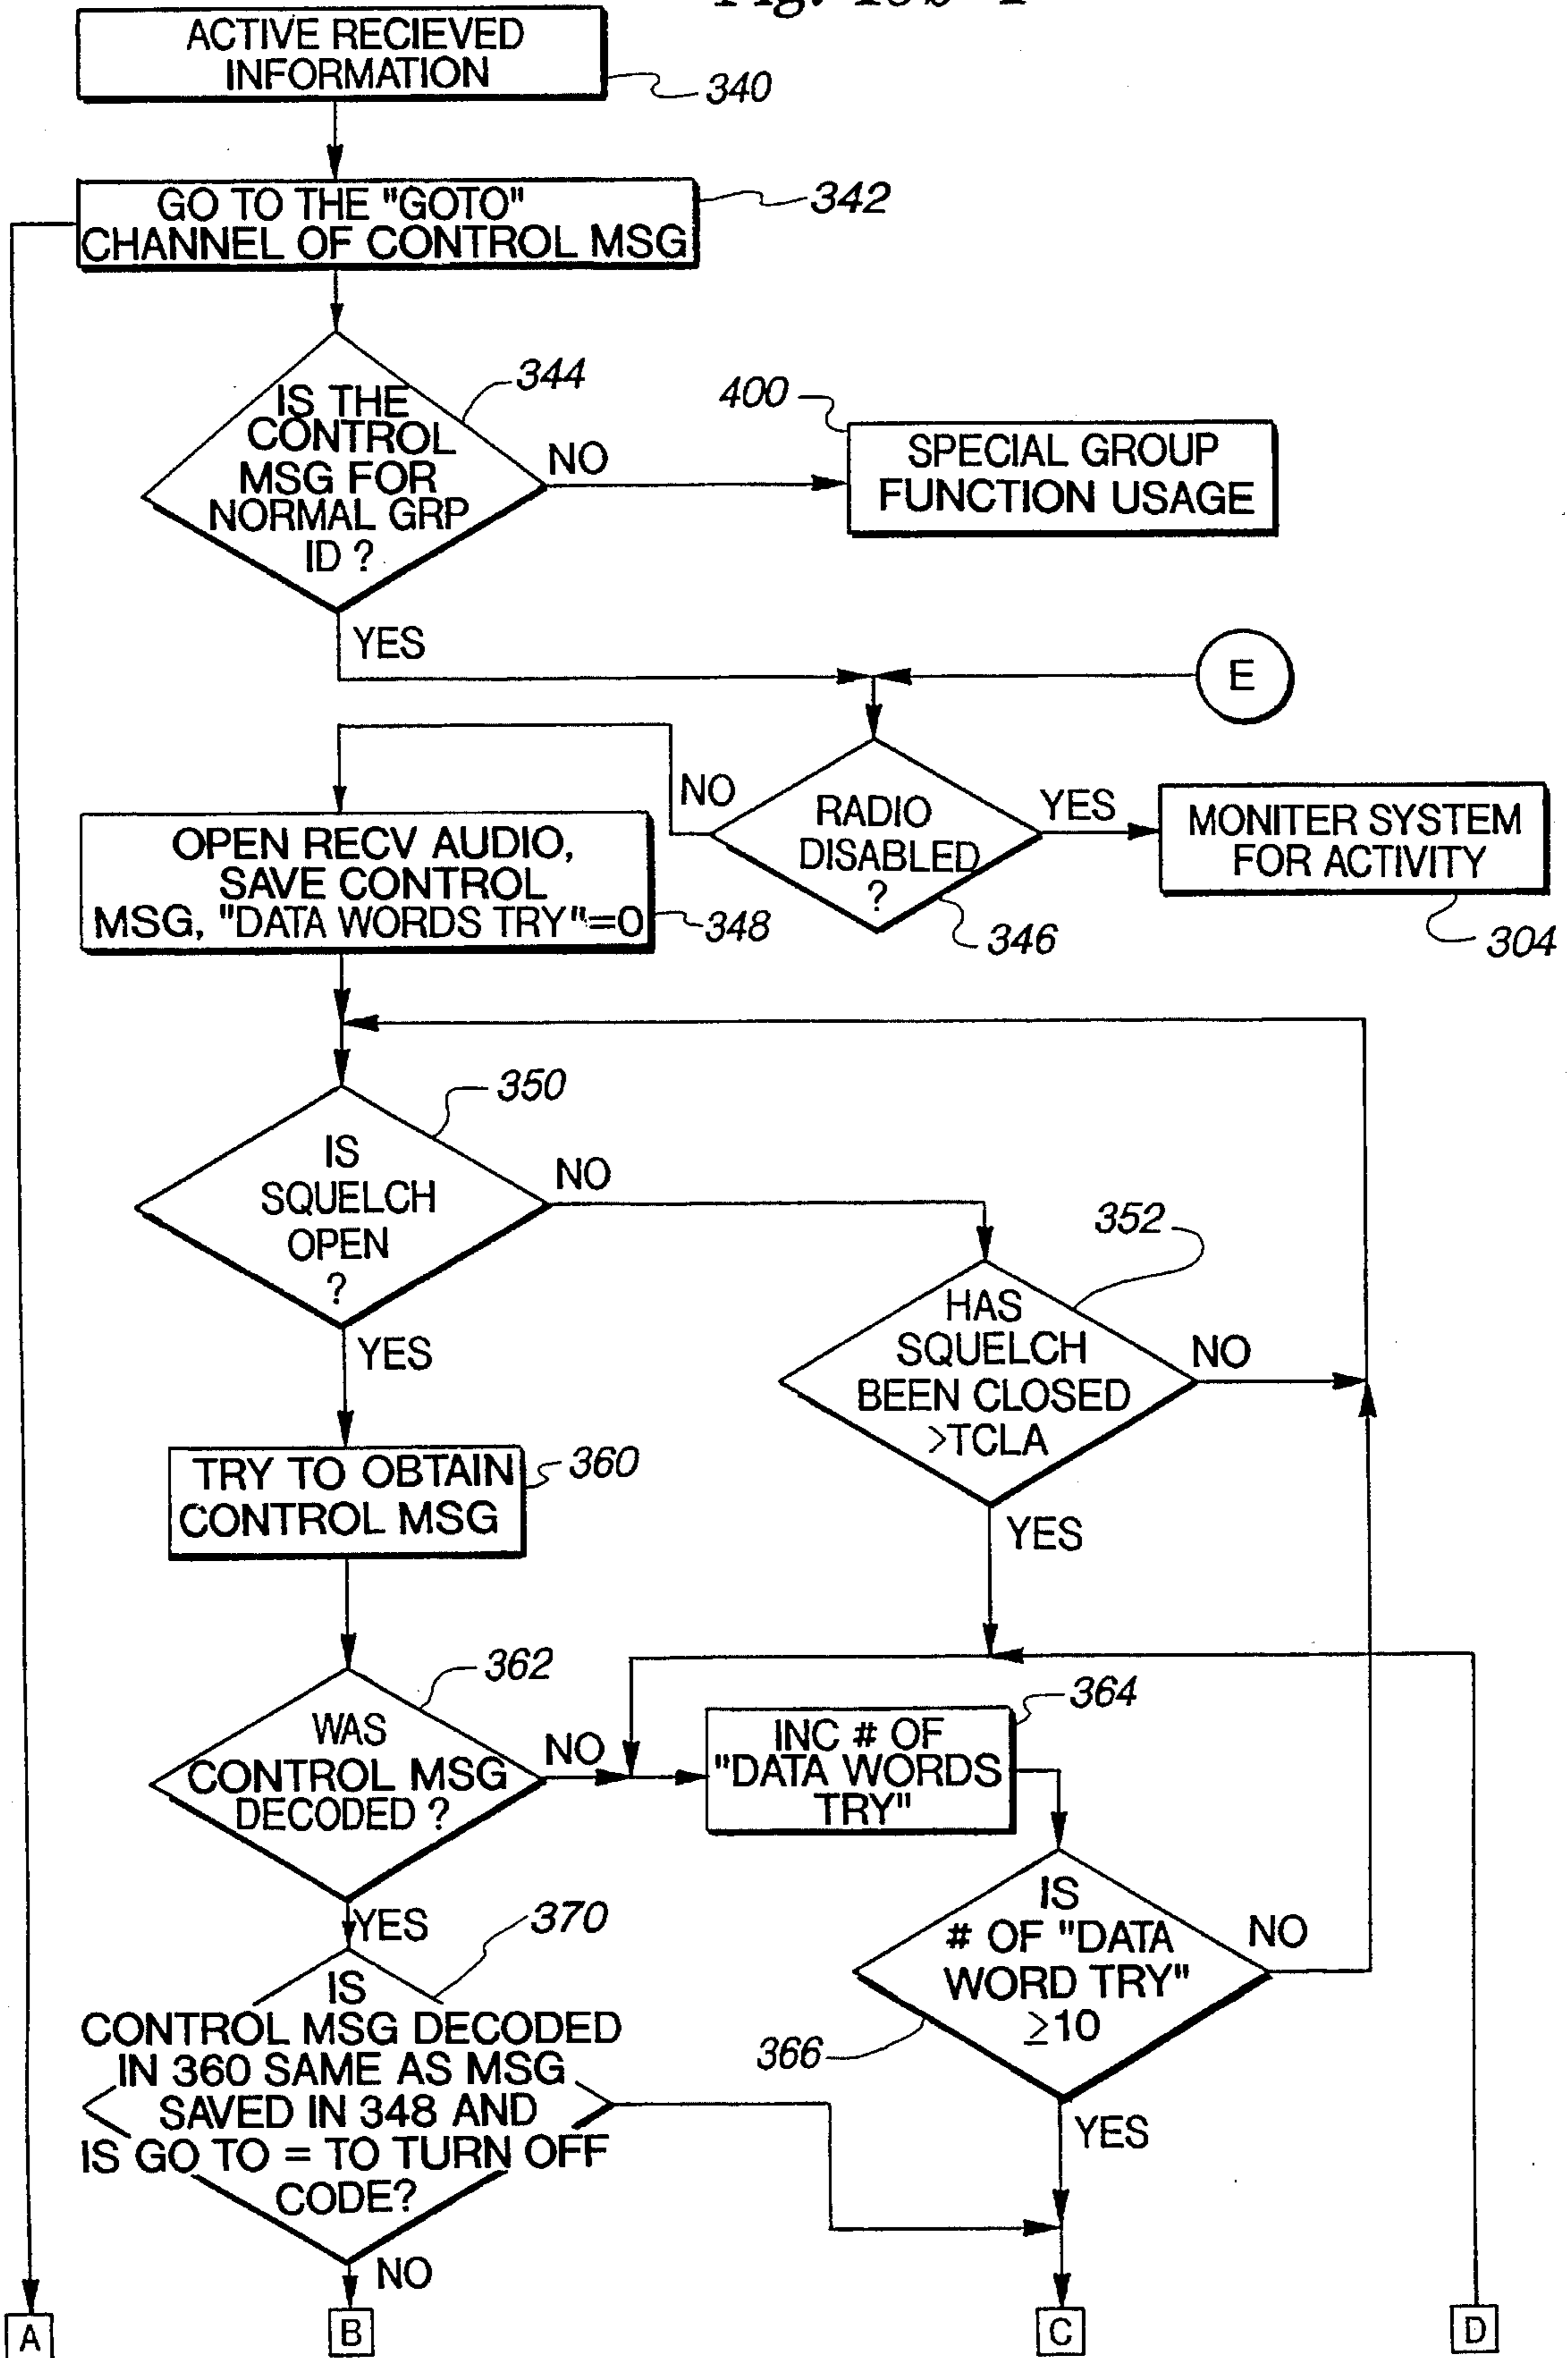 ACTIVE RECIEVED
INFORMATION
340
GO TO THE "GOTO"
CHANNEL OF CONTROL MSG
342
IS THE
CONTROL
MSG FOR
NORMAL GRP
ID ?
344
NO
400
SPECIAL GROUP
FUNCTION USAGE
YES
E
NO
RADIO
DISABLED
?
346
YES
MONITER SYSTEM
FOR ACTIVITY
304
OPEN RECV AUDIO,
SAVE CONTROL
MSG, "DATA WORDS TRY"=0
348
350
IS
SQUELCH
OPEN
?
NO
YES
352
HAS
SQUELCH
BEEN CLOSED
>TCLA
NO
YES
TRY TO OBTAIN
CONTROL MSG
360
362
WAS
CONTROL MSG
DECODED ?
NO
YES
364
INC # OF
"DATA WORDS
TRY"
IS
# OF "DATA
WORD TRY"
≥10
366
NO
YES
370
IS
CONTROL MSG DECODED
IN 360 SAME AS MSG
SAVED IN 348 AND
IS GO TO = TO TURN OFF
CODE?
NO
A
B
C
D